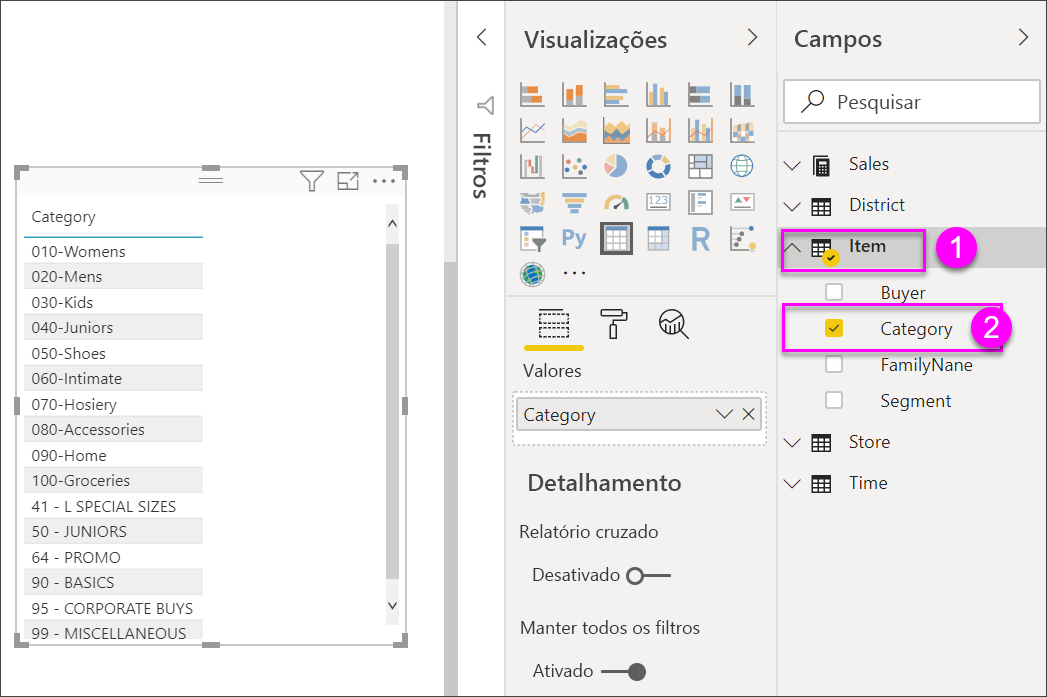 Category
010-Womens
020-Mens
030-Kids
040-Juniors
050-Shoes
060-Intimate
070-Hosiery
080-Accessories
090-Home
100-Groceries
41 - L SPECIAL SIZES
50 - JUNIORS
64 - PROMO
90 - BASICS
95 - CORPORATE BUYS
99 - MISCELLANEOUS
Filtros
Visualizações
123
Py
R
Valores
Category
Detalhamento
Relatório cruzado
Desativado
Manter todos os filtros
Ativado
Campos
Pesquisar
Sales
District
Item
1
Buyer
Category
2
FamilyNane
Segment
Store
Time